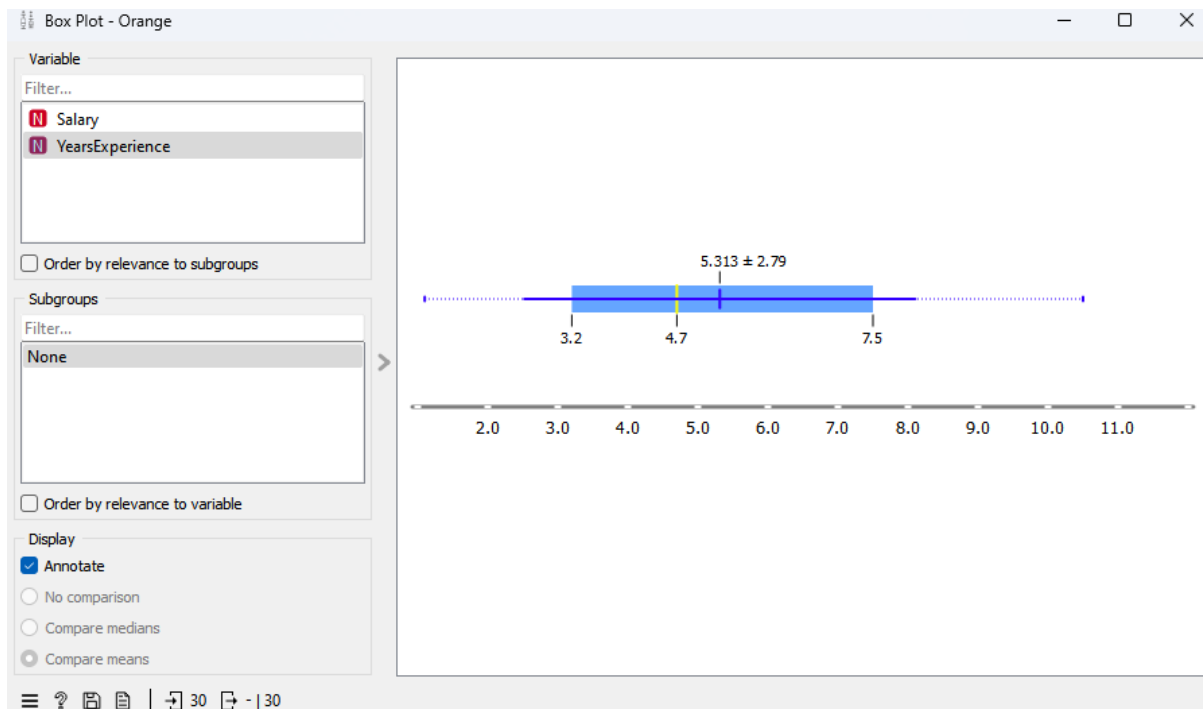 Box Plot - Orange
Variable
Filter...
N Salary
N YearsExperience
Order by relevance to subgroups
Subgroups
Filter...
None
Order by relevance to variable
Display
Annotate
No comparison
Compare medians
Compare means
? 30 - | 30
5.313 ± 2.79
3.2 4.7 7.5
2.0 3.0 4.0 5.0 6.0 7.0 8.0 9.0 10.0 11.0